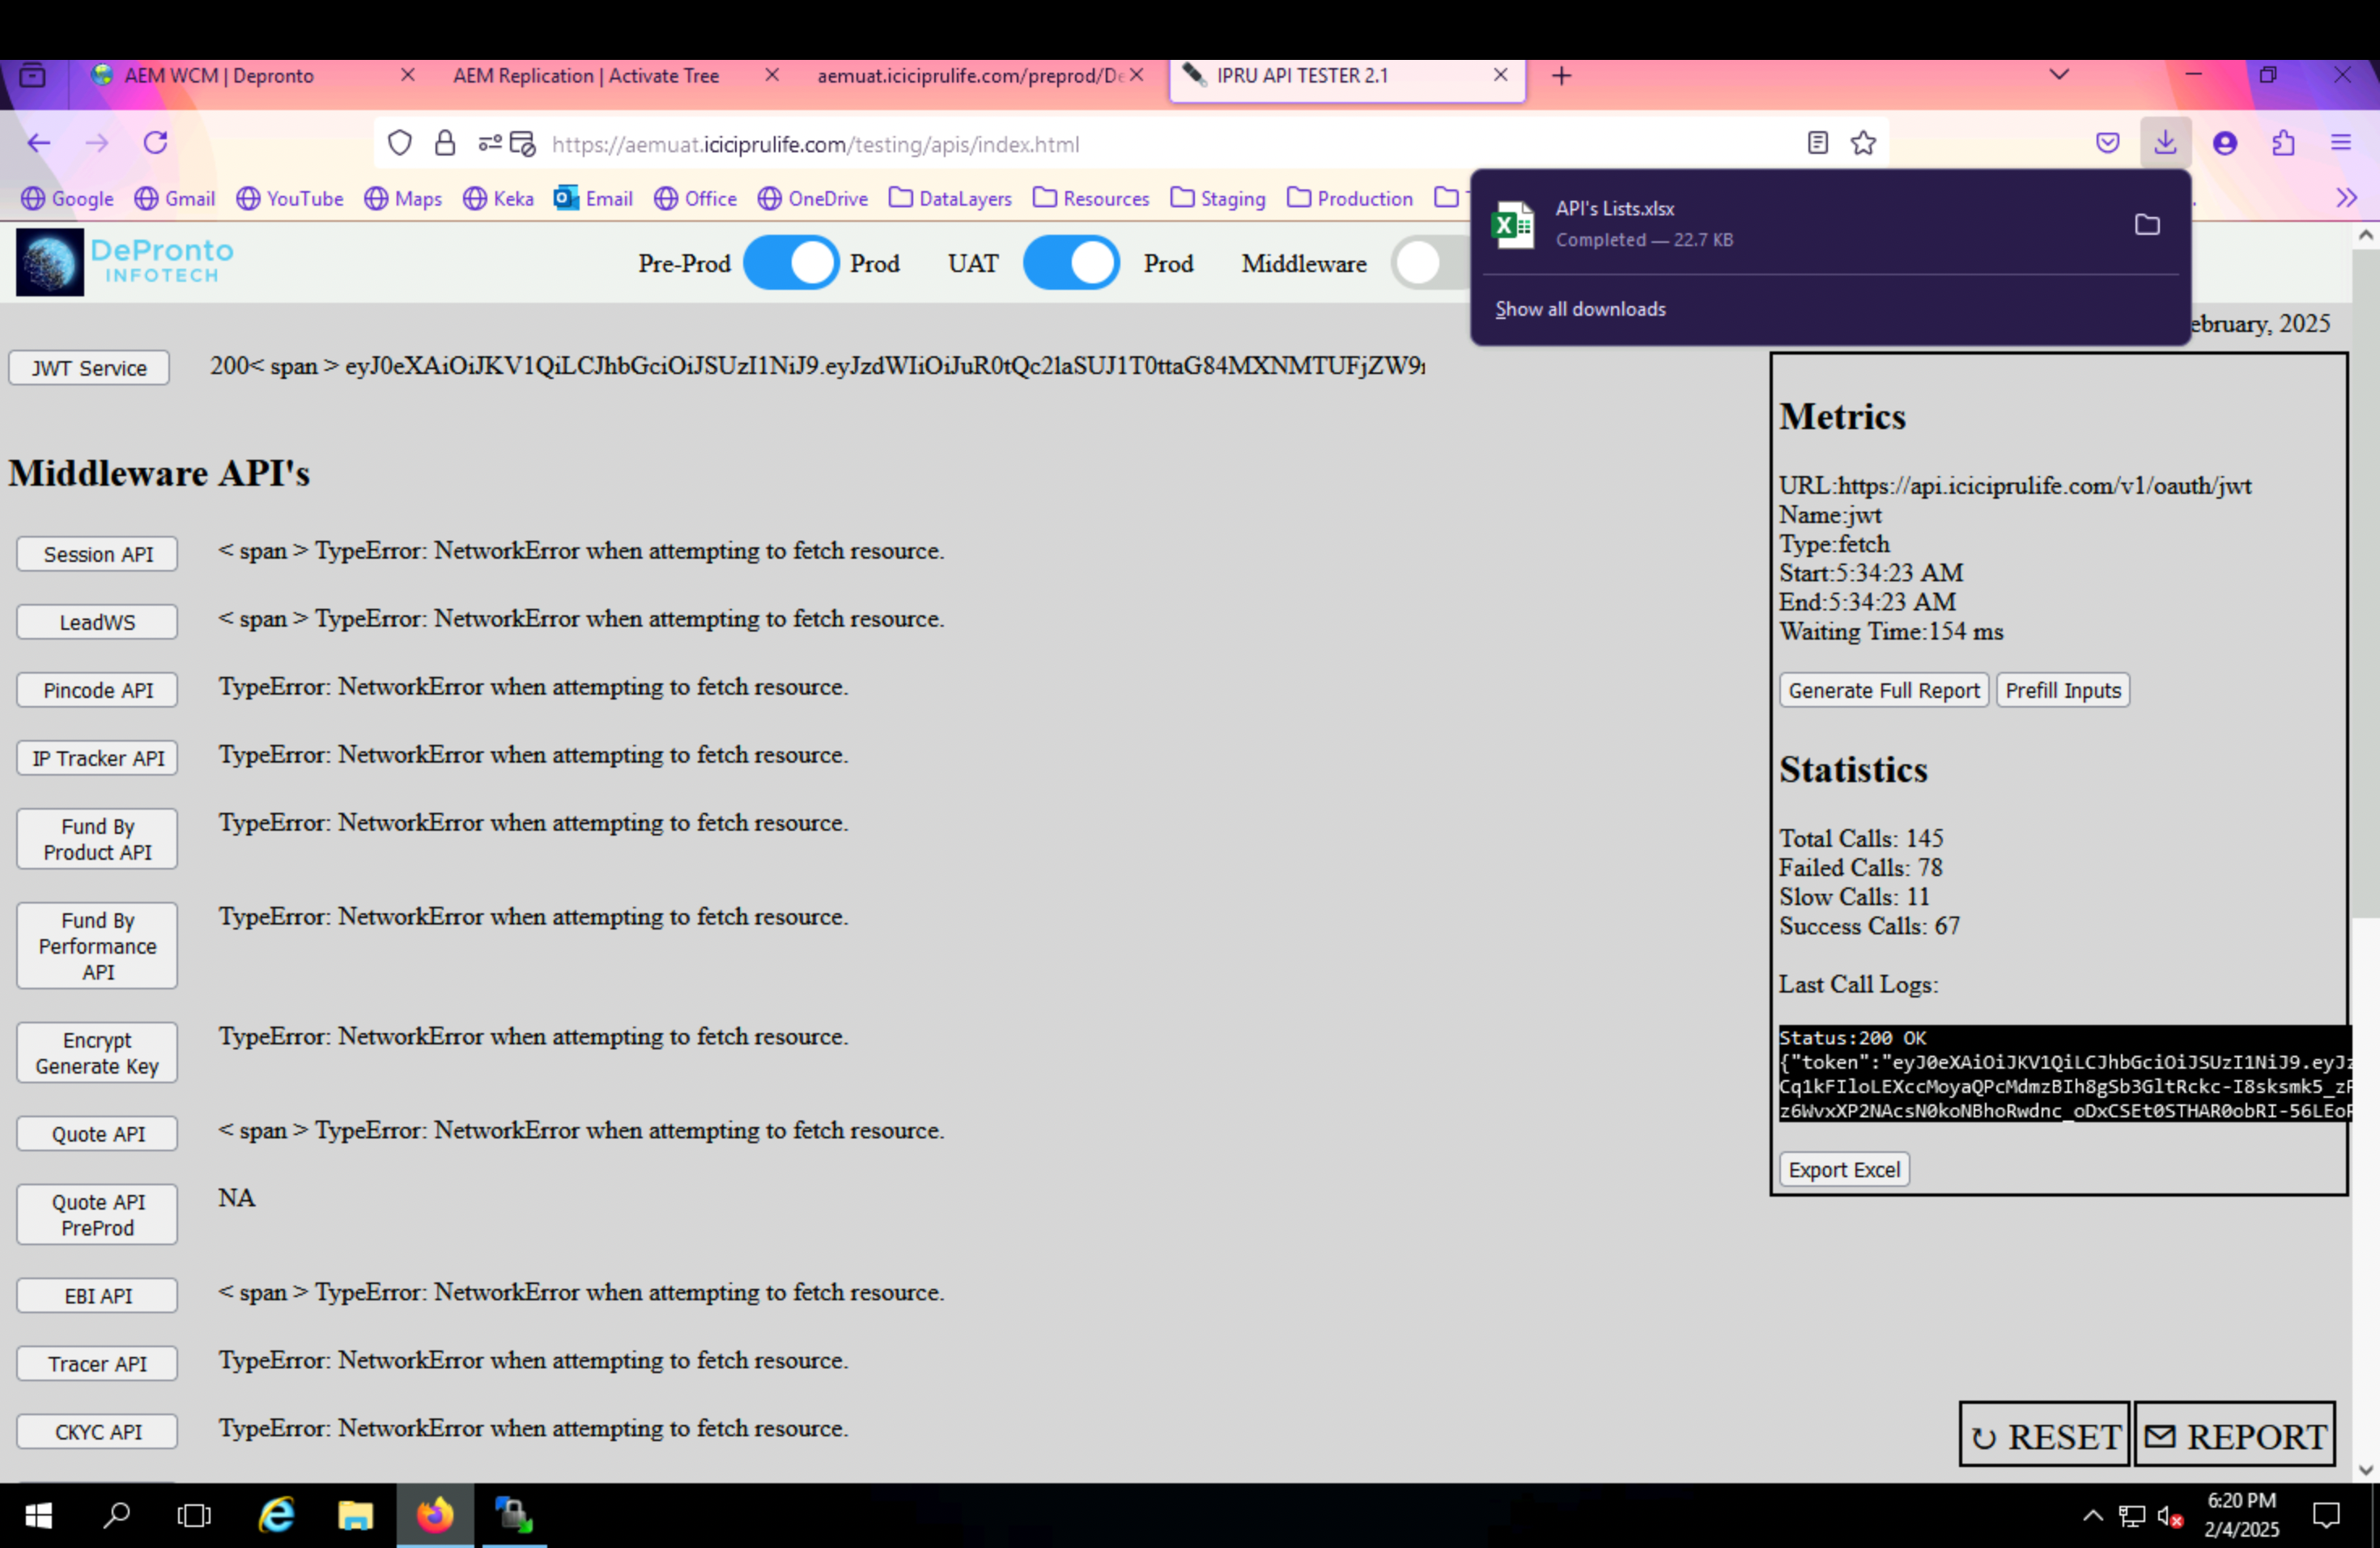 AEM WCM | Depronto
AEM Replication | Activate Tree
aemuat.iciciprulife.com/preprod/De
IPRU API TESTER 2.1
https://aemuat.iciciprulife.com/testing/apis/index.html
Google Gmail YouTube Maps Keka Email Office OneDrive DataLayers Resources Staging Production
API's Lists.xlsx
Completed — 22.7 KB
Show all downloads
DePronto
INFOTECH
Pre-Prod Prod UAT Prod Middleware
ebruary, 2025
JWT Service 200< span > eyJ0eXAiOiJKV1QiLCJhbGciOiJSUzI1NiJ9.eyJzdWIiOiJuR0tQc2laSUJ1T0ttaG84MXNMTUFjZW9
Middleware API's
Session API < span > TypeError: NetworkError when attempting to fetch resource.
LeadWS < span > TypeError: NetworkError when attempting to fetch resource.
Pincode API TypeError: NetworkError when attempting to fetch resource.
IP Tracker API TypeError: NetworkError when attempting to fetch resource.
Fund By
Product API
TypeError: NetworkError when attempting to fetch resource.
Fund By
Performance
API
TypeError: NetworkError when attempting to fetch resource.
Encrypt
Generate Key
TypeError: NetworkError when attempting to fetch resource.
Quote API < span > TypeError: NetworkError when attempting to fetch resource.
Quote API
PreProd
NA
EBI API < span > TypeError: NetworkError when attempting to fetch resource.
Tracer API TypeError: NetworkError when attempting to fetch resource.
CKYC API TypeError: NetworkError when attempting to fetch resource.
Metrics
URL:https://api.iciciprulife.com/v1/oauth/jwt
Name:jwt
Type:fetch
Start:5:34:23 AM
End:5:34:23 AM
Waiting Time:154 ms
Generate Full Report Prefill Inputs
Statistics
Total Calls: 145
Failed Calls: 78
Slow Calls: 11
Success Calls: 67
Last Call Logs:
Status:200 OK
{"token":"eyJ0eXAiOiJKV1QiLCJhbGciOiJSUzI1NiJ9.eyJz
Cq1kFIloLEXccMoyaQPcMdmzBIh8gSb3GltRckc-I8sksmk5_zF
z6WvxXP2NAcsN0koNBhoRwdnc_oDxCSEt0STHAR0obRI-56LEoF
Export Excel
RESET REPORT
6:20 PM
2/4/2025